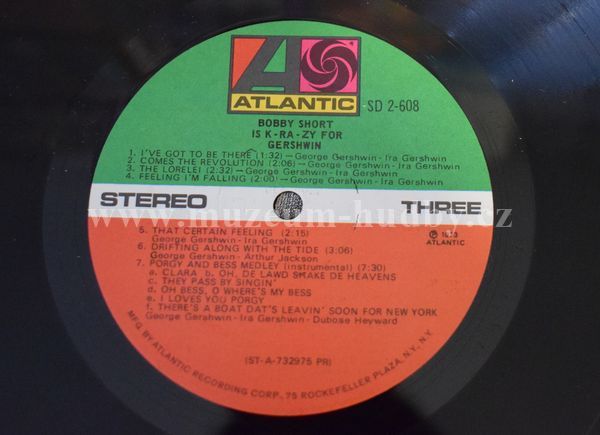 ATLANTIC
SD 2-608
BOBBY SHORT
IS K-RA-ZY FOR
GERSHWIN
1. I'VE GOT TO BE THERE (1:32) — George Gershwin - Ira Gershwin
2. COMES THE REVOLUTION (2:06) — George Gershwin - Ira Gershwin
3. THE LORELEI (2:32) — George Gershwin - Ira Gershwin
4. FEELING I'M FALLING (2:00) — George Gershwin - Ira Gershwin
STEREO
THREE
5. THAT CERTAIN FEELING (2:15)
George Gershwin - Ira Gershwin
6. DRIFTING ALONG WITH THE TIDE (3:06)
George Gershwin - Arthur Jackson
7. PORGY AND BESS MEDLEY (instrumental) (7:30)
a. CLARA b. OH, DE LAWD SHAKE DE HEAVENS
c. THEY PASS BY SINGIN'
d. OH BESS, O WHERE'S MY BESS
e. I LOVES YOU PORGY
f. THERE'S A BOAT DAT'S LEAVIN' SOON FOR NEW YORK
George Gershwin - Ira Gershwin - Dubose Heyward
℗ 1973
ATLANTIC
(ST-A-732975 PR)
MFG. BY ATLANTIC RECORDING CORP., 75 ROCKEFELLER PLAZA, N.Y., N.Y.